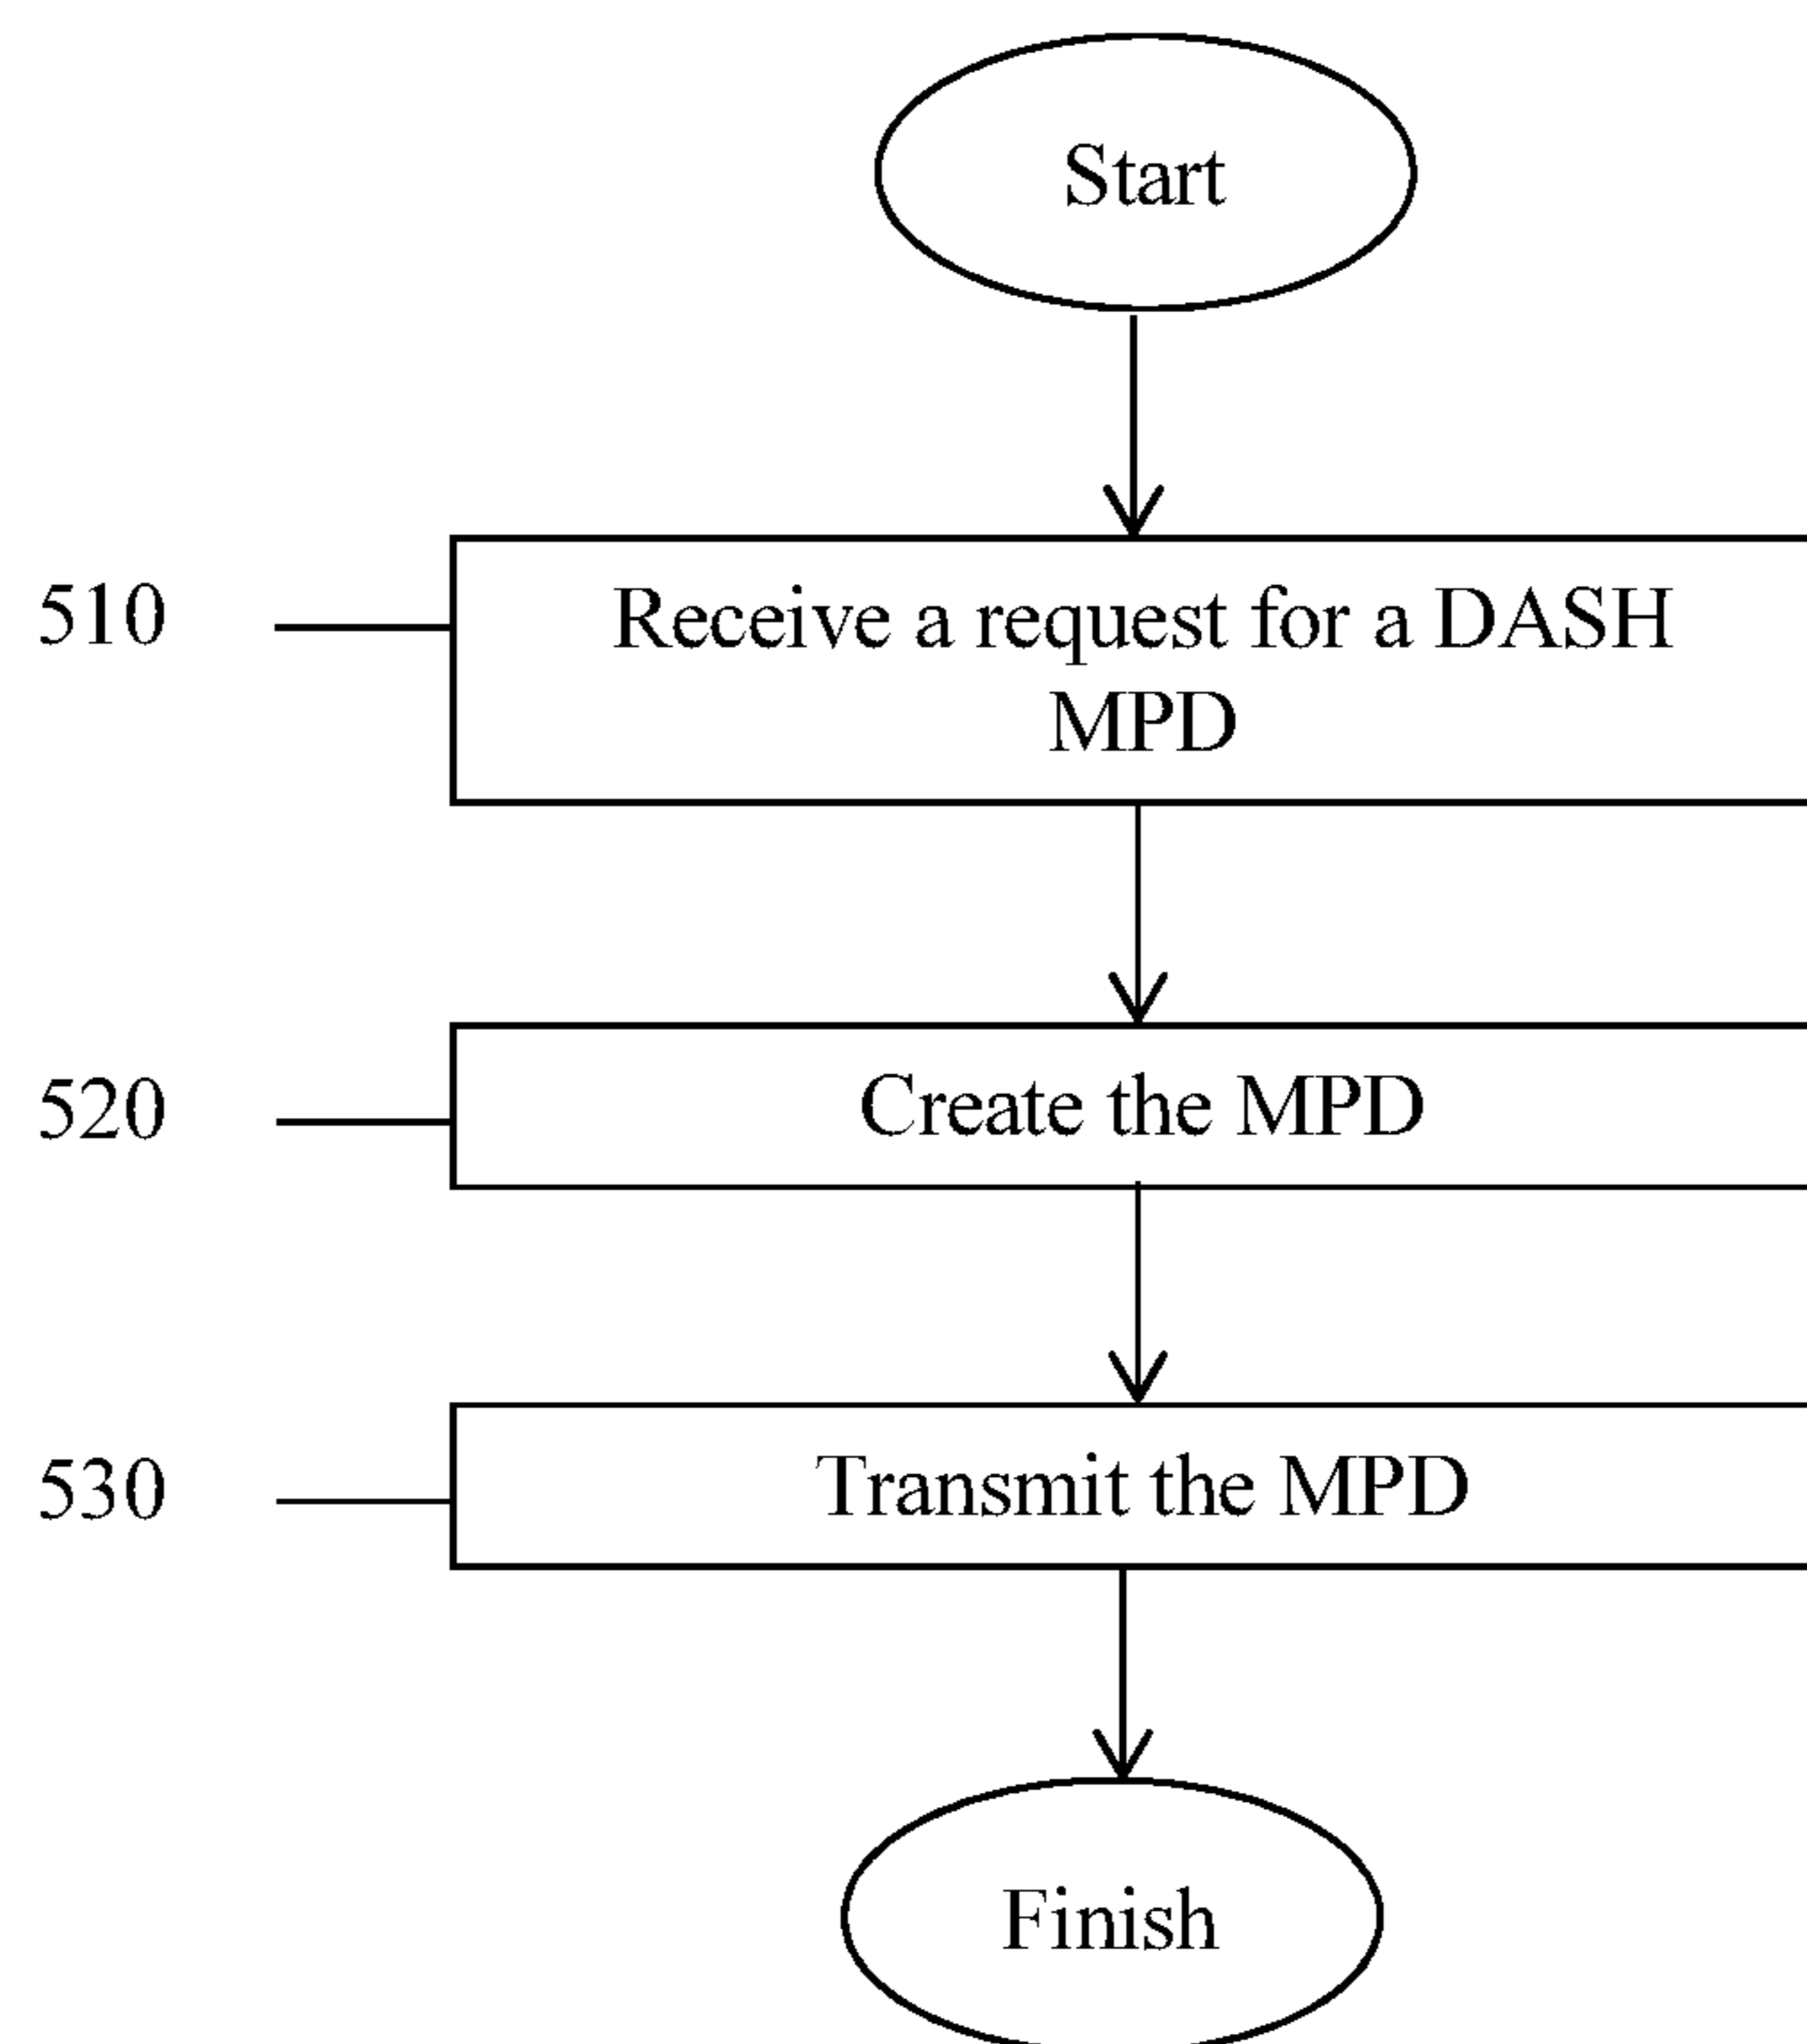 Start
510
Receive a request for a DASH
MPD
520
Create the MPD
530
Transmit the MPD
Finish